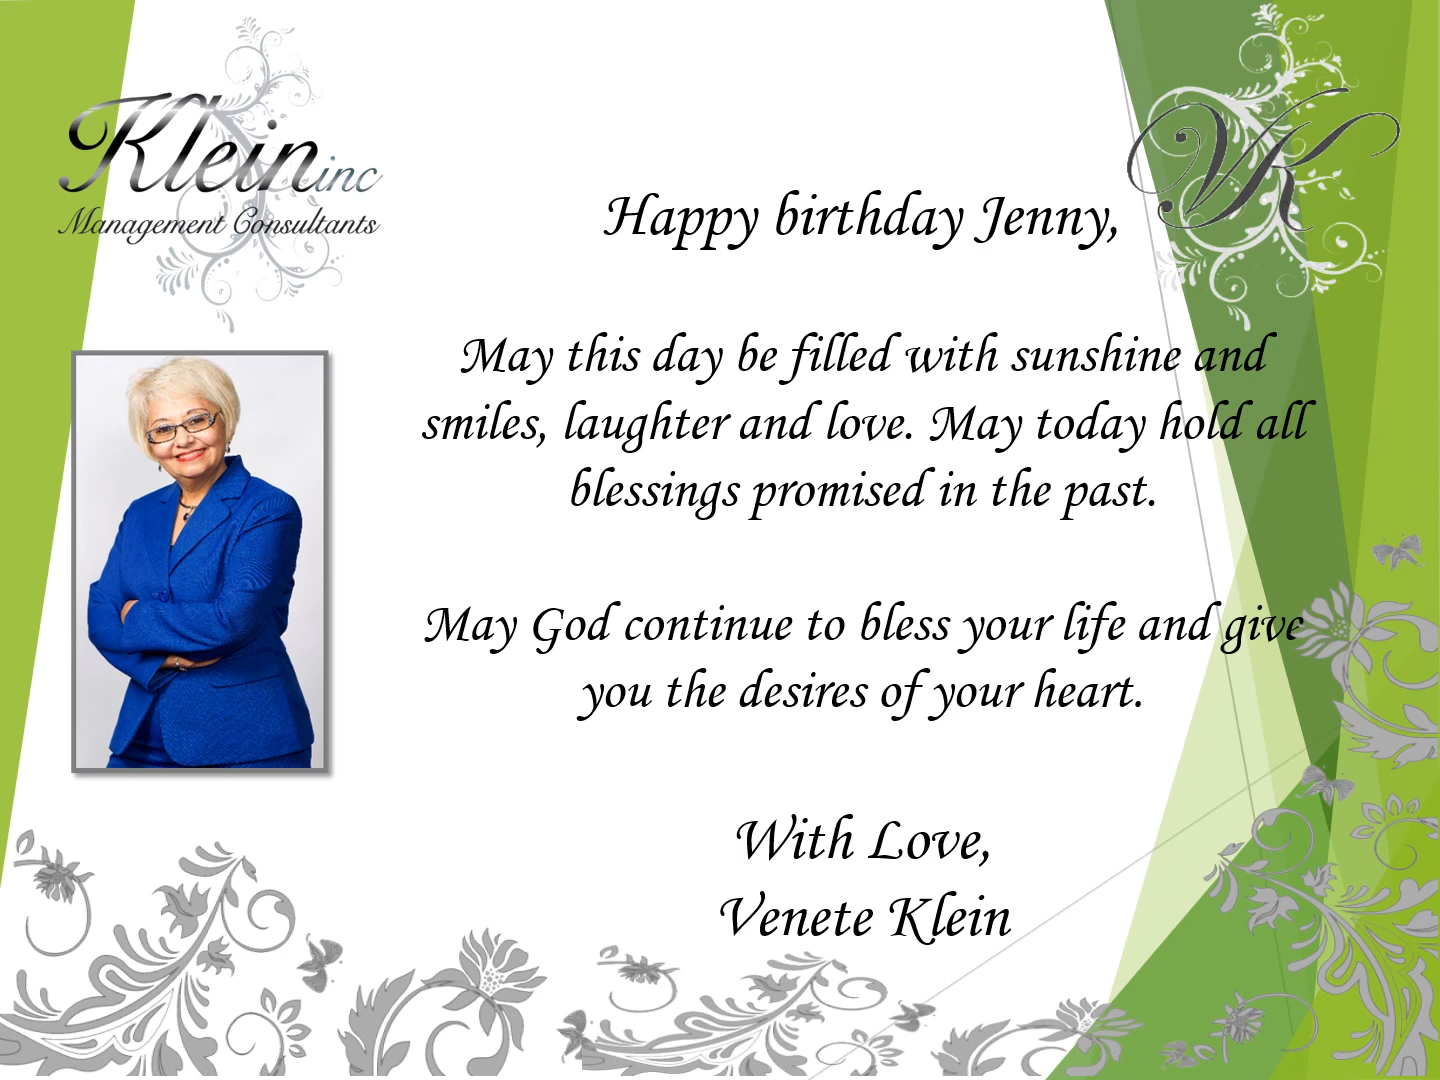 Klein inc
Management Consultants
VK
Happy birthday Jenny,
May this day be filled with sunshine and
smiles, laughter and love. May today hold all
blessings promised in the past.
May God continue to bless your life and give
you the desires of your heart.
With Love,
Venete Klein